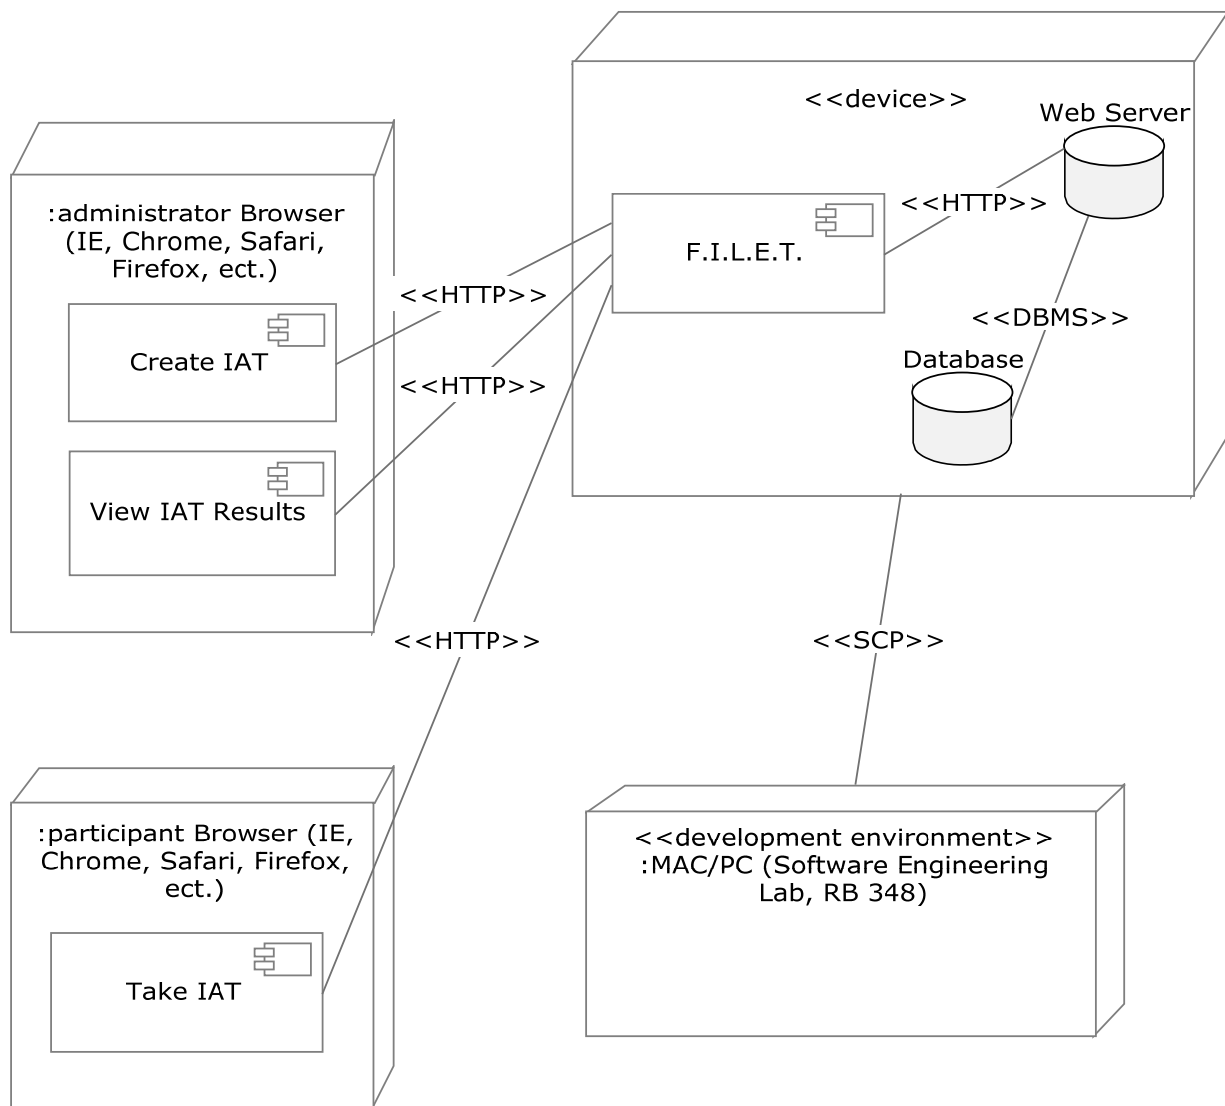 <<device>>
Web Server
:administrator Browser
(IE, Chrome, Safari,
Firefox, ect.)
<<HTTP>>
F.I.L.E.T.
<<HTTP>>
Create IAT
<<DBMS>>
<<HTTP>>
Database
View IAT Results
<<HTTP>>
<<SCP>>
:participant Browser (IE,
Chrome, Safari, Firefox,
ect.)
Take IAT
<<development environment>>
:MAC/PC (Software Engineering
Lab, RB 348)